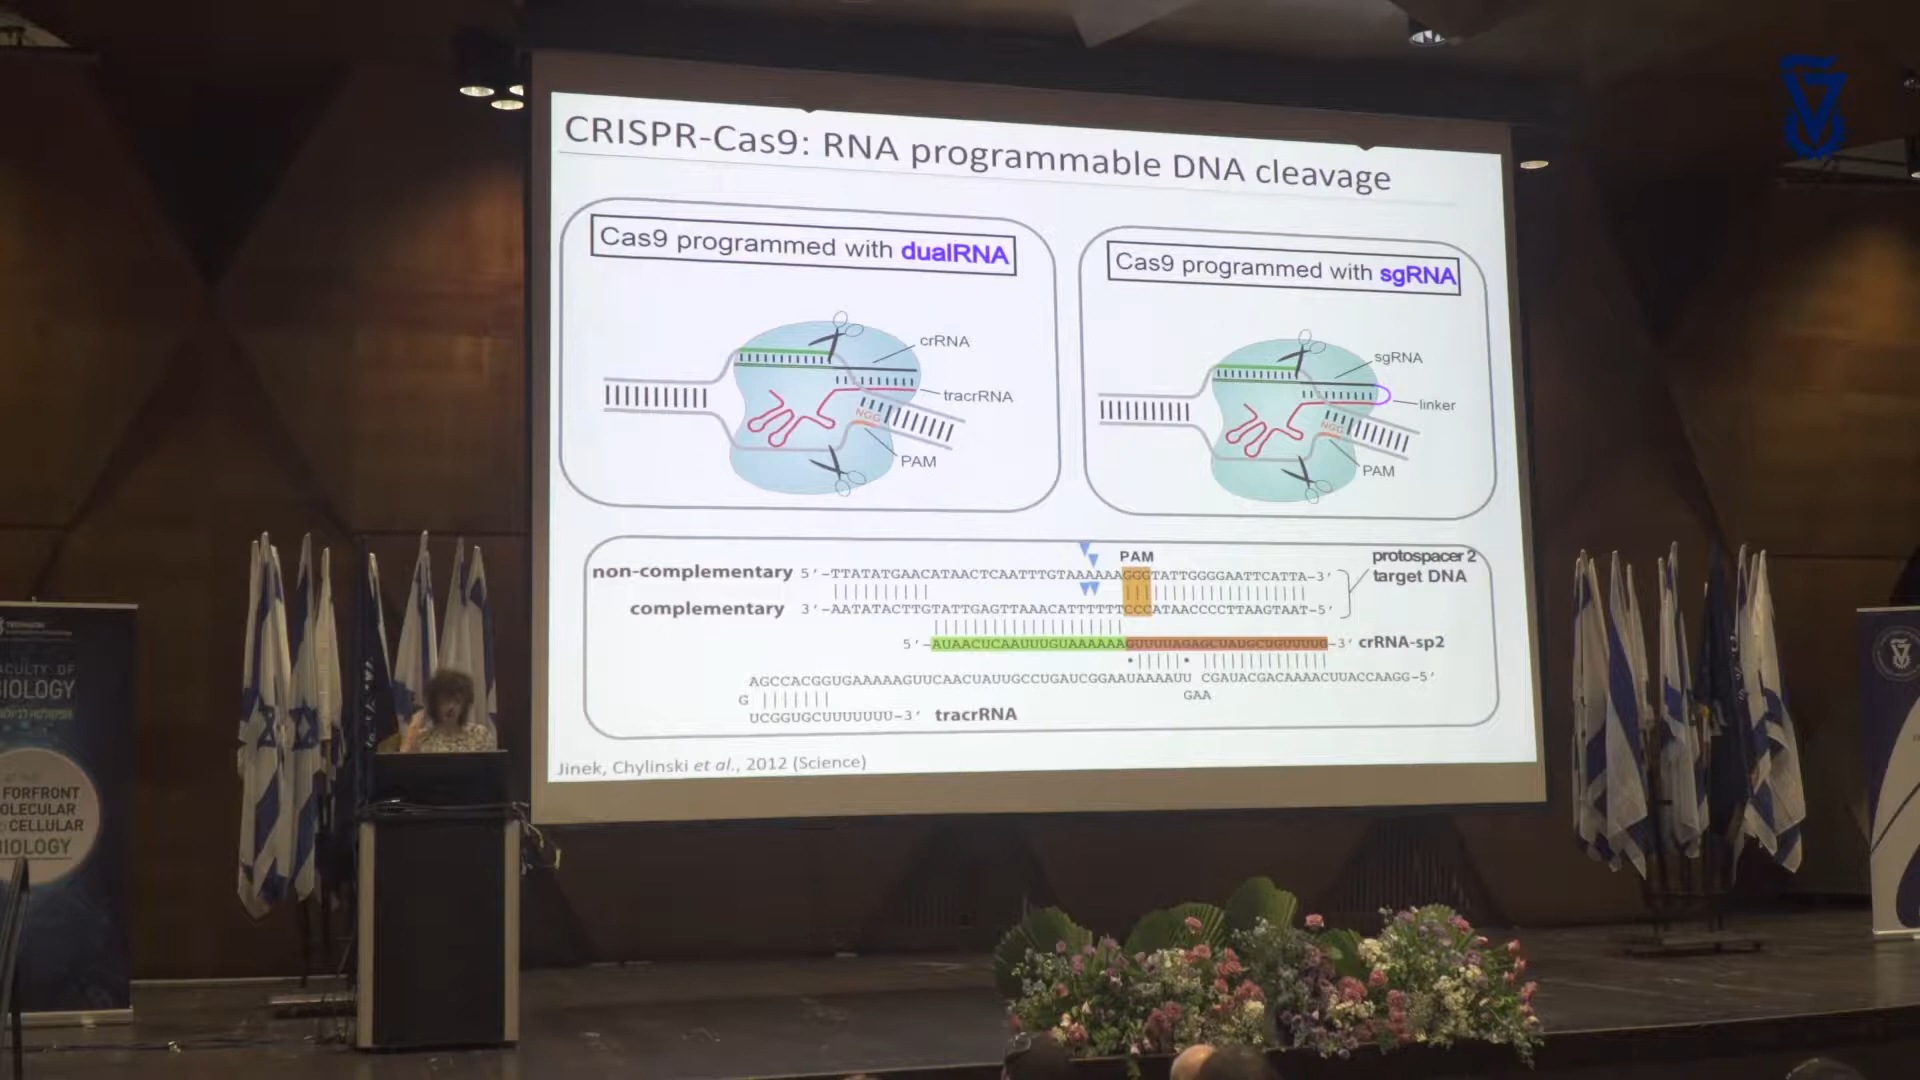 CRISPR-Cas9: RNA programmable DNA cleavage
Cas9 programmed with dualRNA
crRNA
tracrRNA
NGG
PAM
Cas9 programmed with sgRNA
sgRNA
linker
NGG
PAM
PAM
protospacer 2
target DNA
non-complementary 5'-TTATATGAACATAACTCAATTTGTAAAAAAGGGTATTGGGGAATTCATTA-3'
complementary 3'-AATATACTTGTATTGAGTTAAACATTTTTTCCCATAACCCCTTAAGTAAT-5'
5'-AUAACUCAAUUUGUAAAAAAGUUUUAGAGCUAUGCUGUUUUG-3' crRNA-sp2
AGCCACGGUGAAAAAGUUCAACUAUUGCCUGAUCGGAAUAAAAUU CGAUACGACAAAACUUACCAAGG-5'
G
GAA
UCGGUGCUUUUUUU-3' tracrRNA
Jinek, Chylinski et al., 2012 (Science)
TECHNION
FACULTY OF
BIOLOGY
FORFRONT
CELLULAR
BIOLOGY